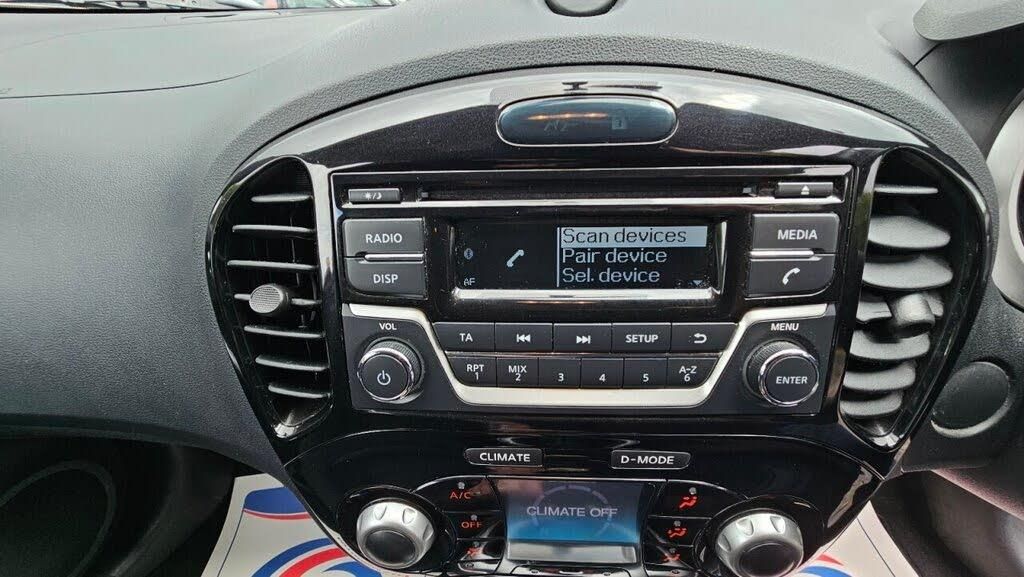 RADIO
DISP
AF
Scan devices
Pair device
Sel. device
MEDIA
VOL
TA
SETUP
MENU
RPT
1
MIX
2
3
4
5
A-Z
6
ENTER
CLIMATE
D-MODE
A/C
OFF
CLIMATE OFF